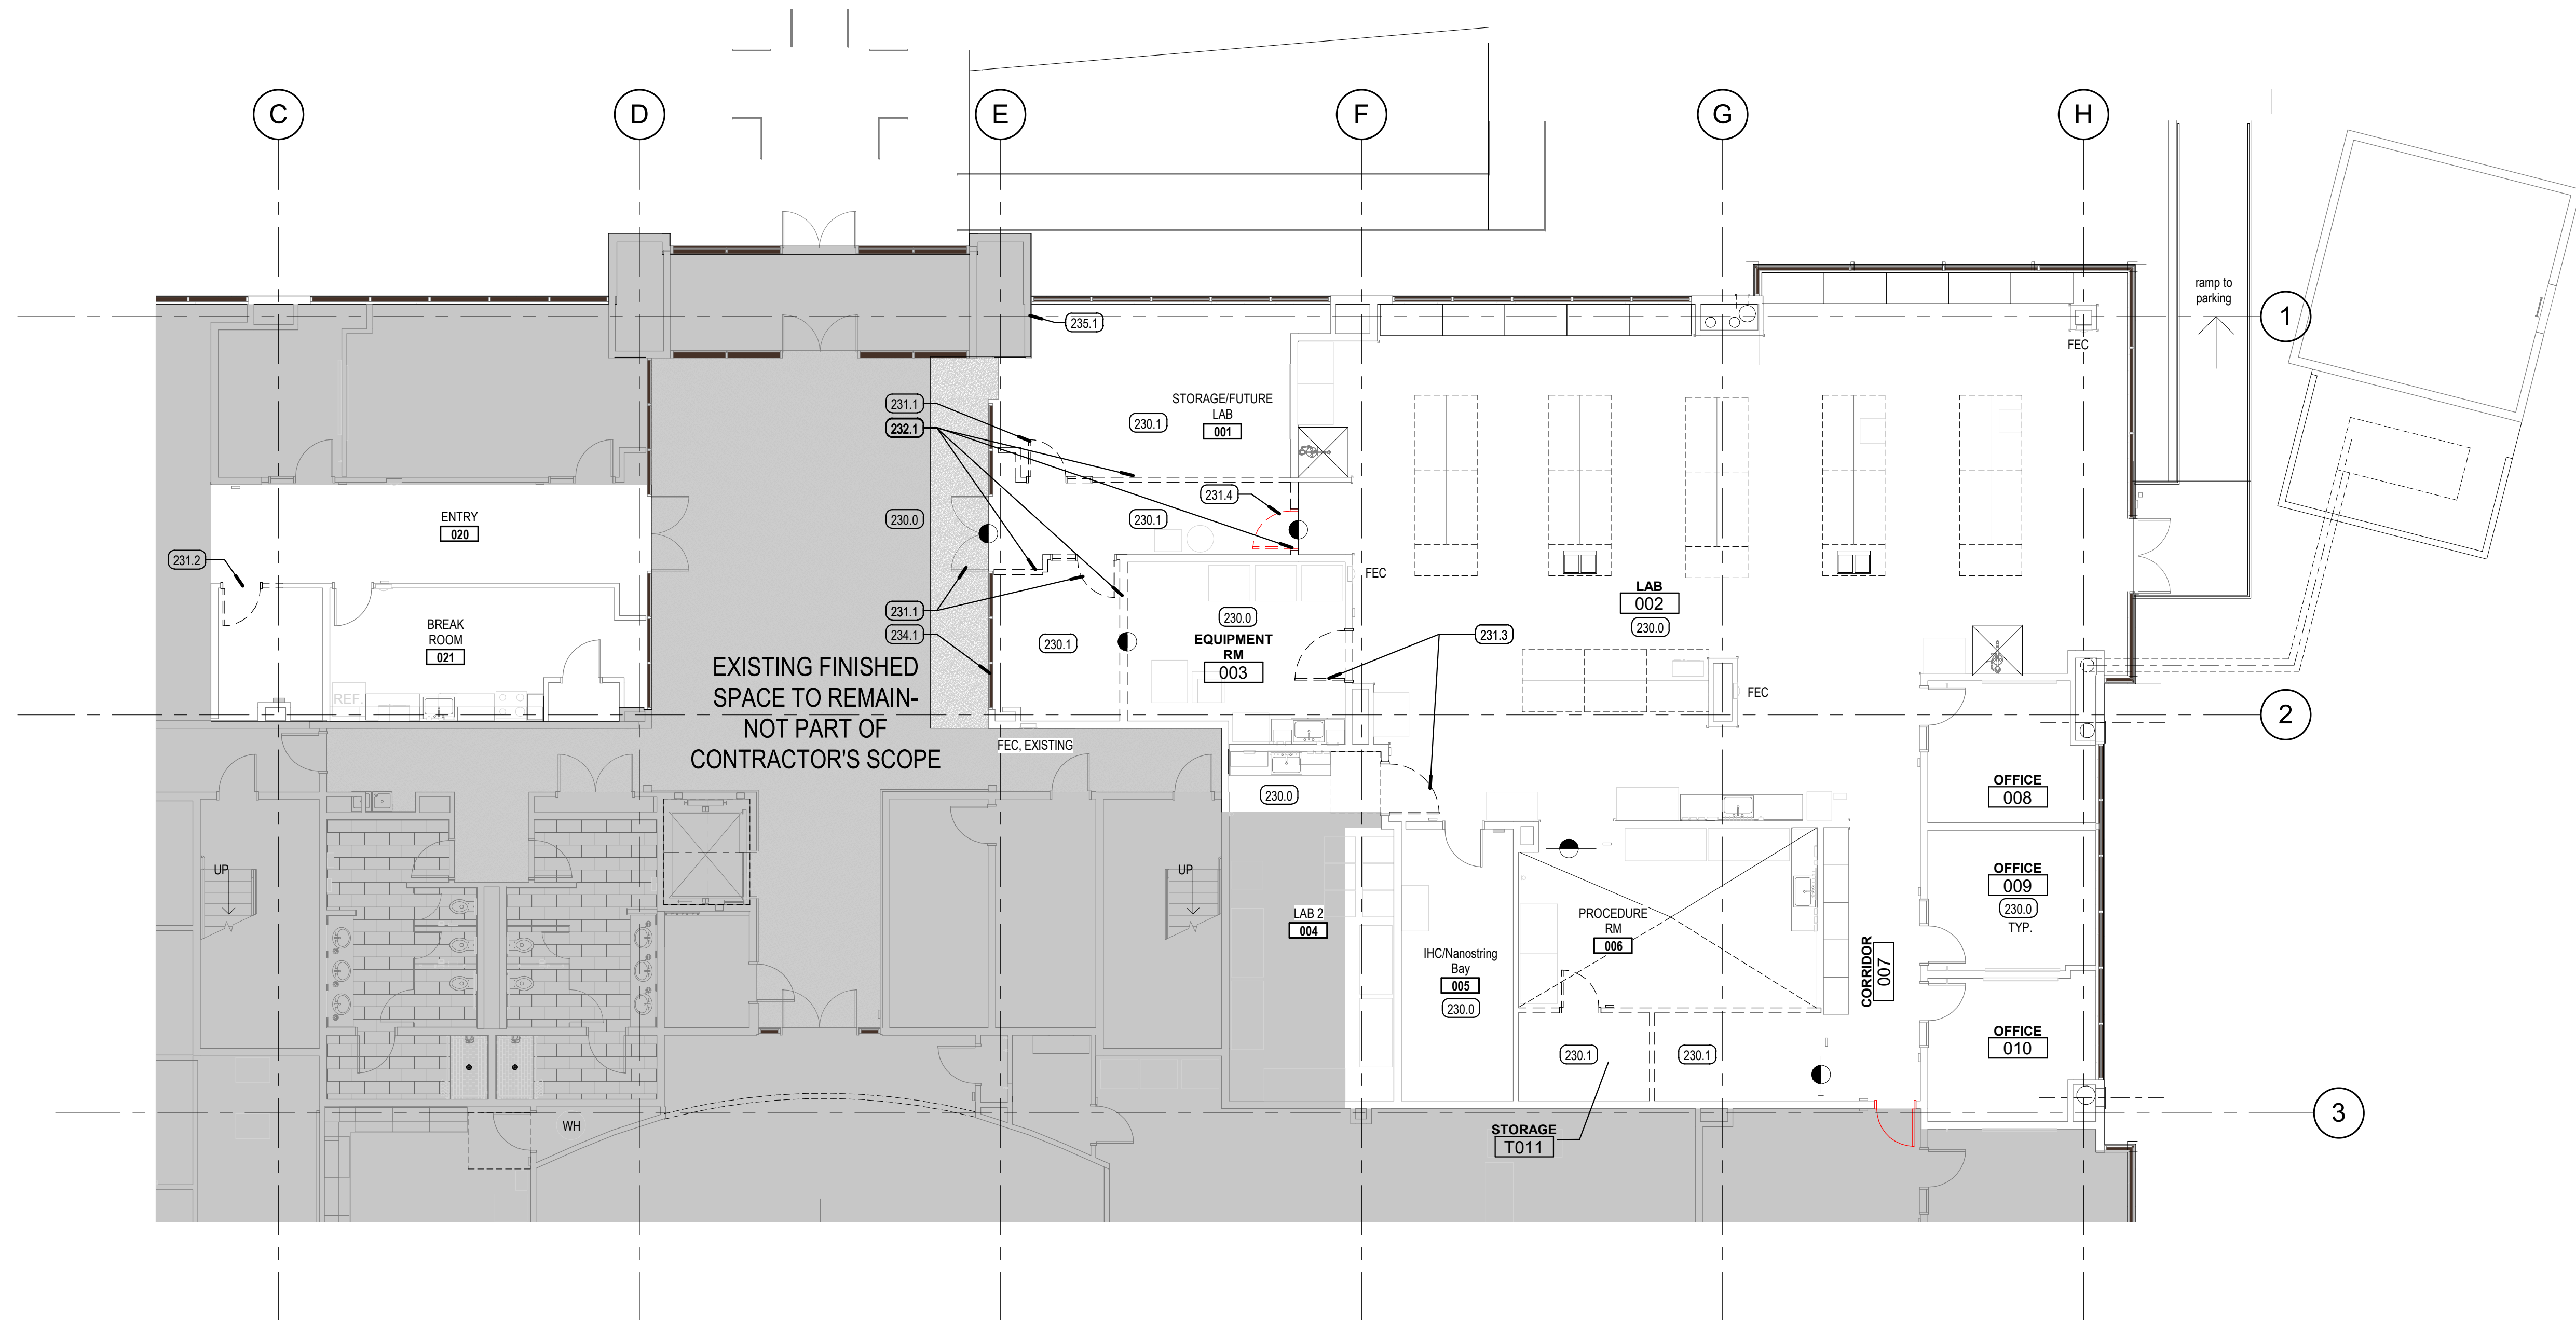 C
D
E
F
G
H
1
ramp to
parking
235.1
FEC
231.1
232.1
STORAGE/FUTURE
LAB
001
230.1
231.4
ENTRY
020
230.0
230.1
231.2
FEC
LAB
002
230.0
BREAK
ROOM
021
231.1
234.1
230.1
230.0
EQUIPMENT
RM
003
231.3
EXISTING FINISHED
SPACE TO REMAIN-
NOT PART OF
CONTRACTOR'S SCOPE
REF.
FEC
2
FEC, EXISTING
230.0
OFFICE
008
UP
UP
OFFICE
009
230.0
TYP.
LAB 2
004
PROCEDURE
RM
006
IHC/Nanostring
Bay
005
230.0
CORRIDOR
007
OFFICE
010
230.1
230.1
3
WH
STORAGE
T011